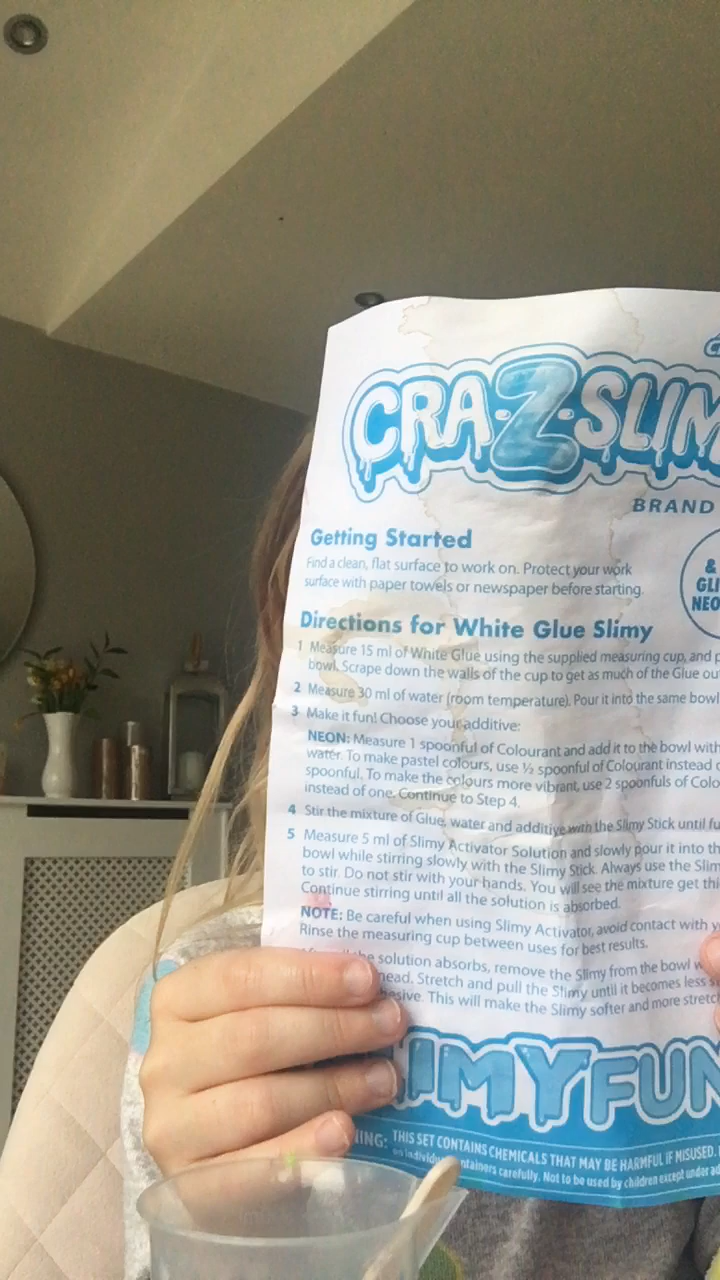 CRA-Z-SLIM
BRAND
Getting Started
&
GLI
NEO
Find a clean, flat surface to work on. Protect your work
surface with paper towels or newspaper before starting.
Directions for White Glue Slimy
1 Measure 15 ml of White Glue using the supplied measuring cup, and p
bowl. Scrape down the walls of the cup to get as much of the Glue ou
2 Measure 30 ml of water (room temperature). Pour it into the same bowl
3 Make it fun! Choose your additive:
NEON: Measure 1 spoonful of Colourant and add it to the bowl with
water. To make pastel colours, use ½ spoonful of Colourant instead o
spoonful. To make the colours more vibrant, use 2 spoonfuls of Colo
instead of one. Continue to Step 4.
4 Stir the mixture of Glue, water and additive with the Slimy Stick until fu
5 Measure 5 ml of Slimy Activator Solution and slowly pour it into th
bowl while stirring slowly with the Slimy Stick. Always use the Slim
to stir. Do not stir with your hands. You will see the mixture get thi
Continue stirring until all the solution is absorbed.
NOTE: Be careful when using Slimy Activator, avoid contact with y
Rinse the measuring cup between uses for best results.
the solution absorbs, remove the Slimy from the bowl w
nead. Stretch and pull the Slimy until it becomes less s
hesive. This will make the Slimy softer and more stretc
LIMYFUN
NING: THIS SET CONTAINS CHEMICALS THAT MAY BE HARMFUL IF MISUSED.
on individu ntainers carefully. Not to be used by children except under ad